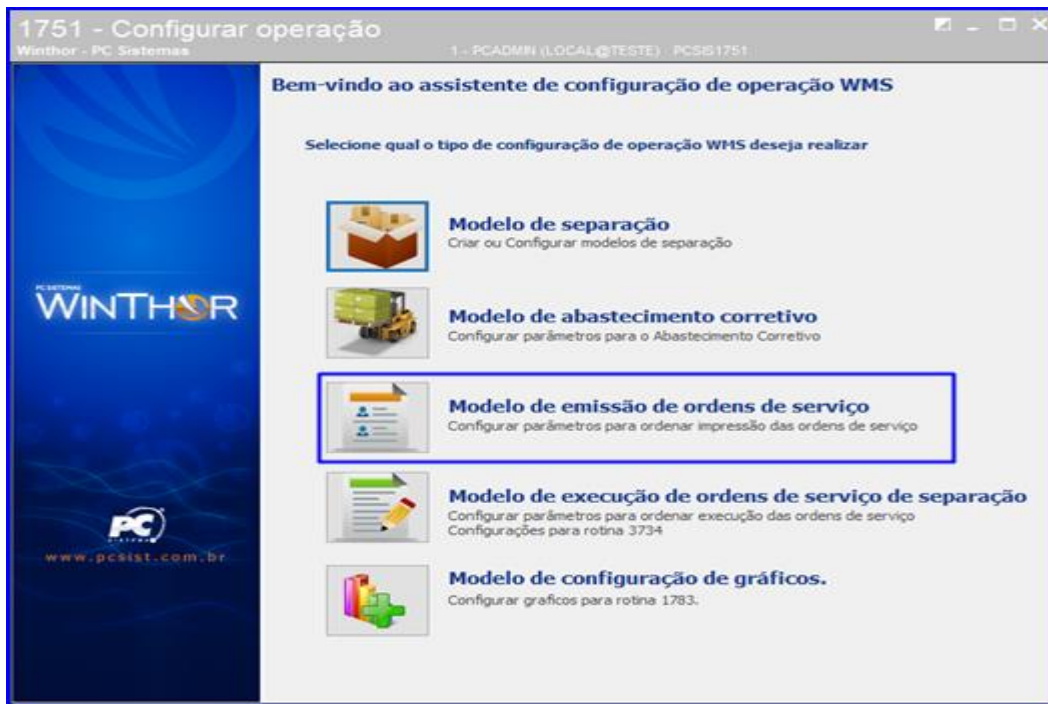 1751 - Configurar operação
Winthor - PC Sistemas
1 - PCADMIN (LOCAL@TESTE) PCSIS1751
Bem-vindo ao assistente de configuração de operação WMS
Selecione qual o tipo de configuração de operação WMS deseja realizar
Modelo de separação
Criar ou Configurar modelos de separação
PC SISTEMAS
WINTHOR
Modelo de abastecimento corretivo
Configurar parâmetros para o Abastecimento Corretivo
Modelo de emissão de ordens de serviço
Configurar parâmetros para ordenar impressão das ordens de serviço
Modelo de execução de ordens de serviço de separação
Configurar parâmetros para ordenar execução das ordens de serviço
Configurações para rotina 3734
PC
sistemas
www.pcsist.com.br
Modelo de configuração de gráficos.
Configurar graficos para rotina 1783.